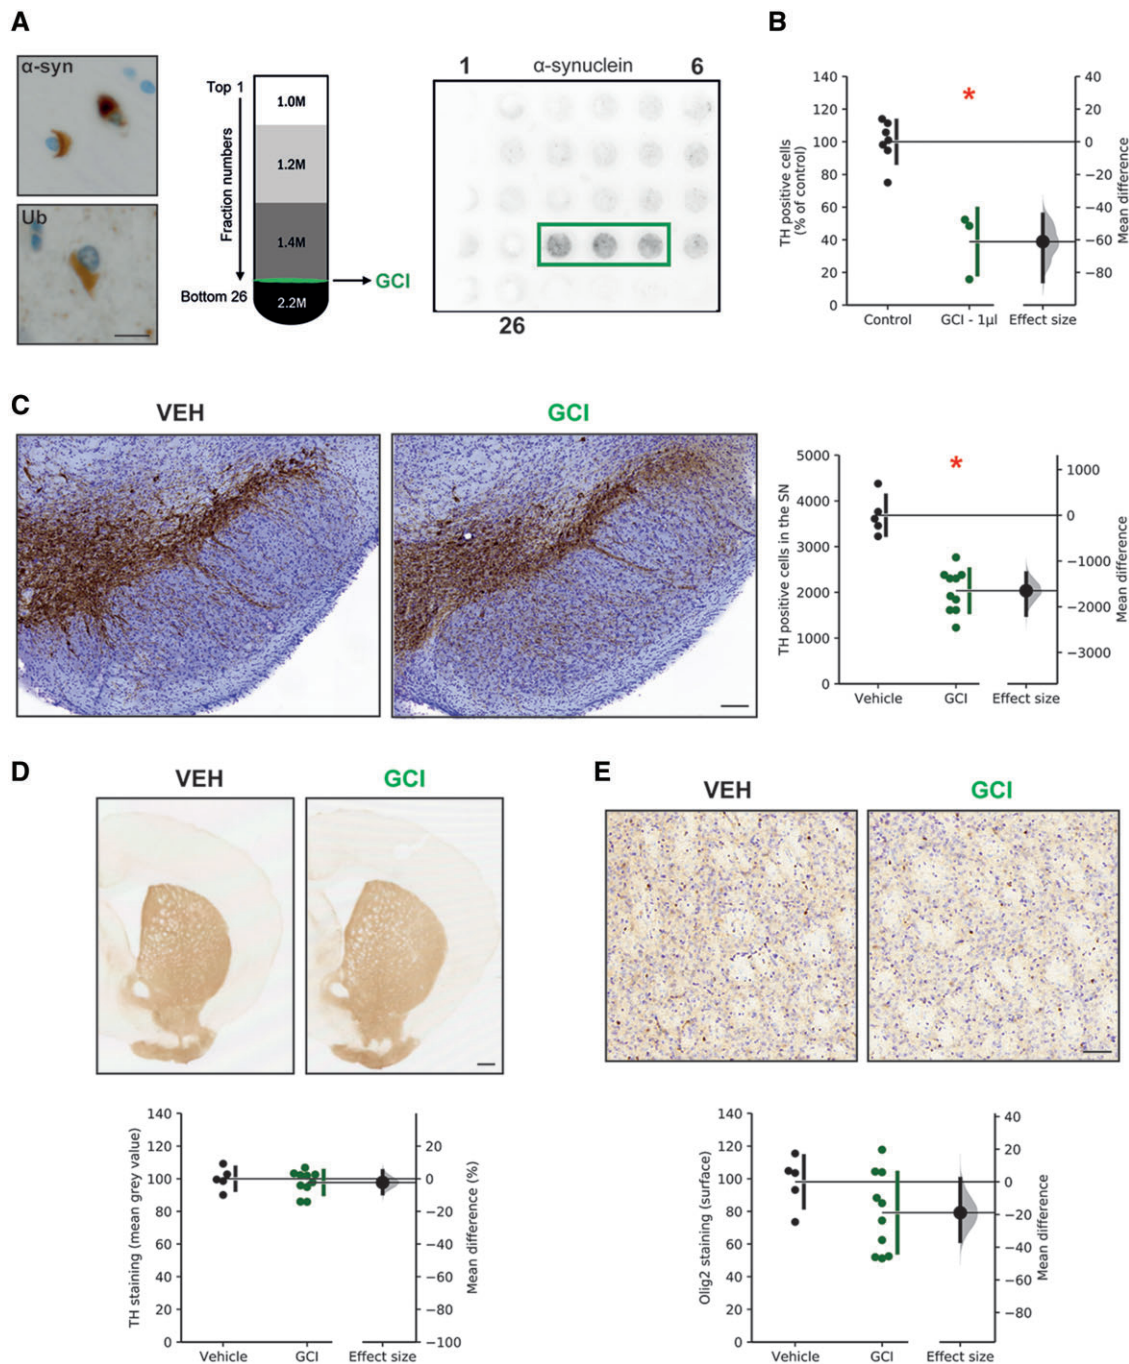 A
α-syn
Ub
Top 1
Fraction numbers
Bottom 26
1.0M
1.2M
1.4M
2.2M
GCI
1 α-synuclein 6
26
B
140
120
100
80
60
40
20
0
TH positive cells
(% of control)
*
40
20
0
−20
−40
−60
−80
Mean difference
Control GCI - 1µl Effect size
C
VEH GCI
5000
4000
3000
2000
1000
0
TH positive cells in the SN
*
1000
0
−1000
−2000
−3000
Mean difference
Vehicle GCI Effect size
D
VEH GCI
140
120
100
80
60
40
20
0
TH staining (mean grey value)
20
0
−20
−40
−60
−80
−100
Mean difference (%)
Vehicle GCI Effect size
E
VEH GCI
140
120
100
80
60
40
20
0
Olig2 staining (surface)
40
20
0
−20
−40
−60
−80
Mean difference
Vehicle GCI Effect size